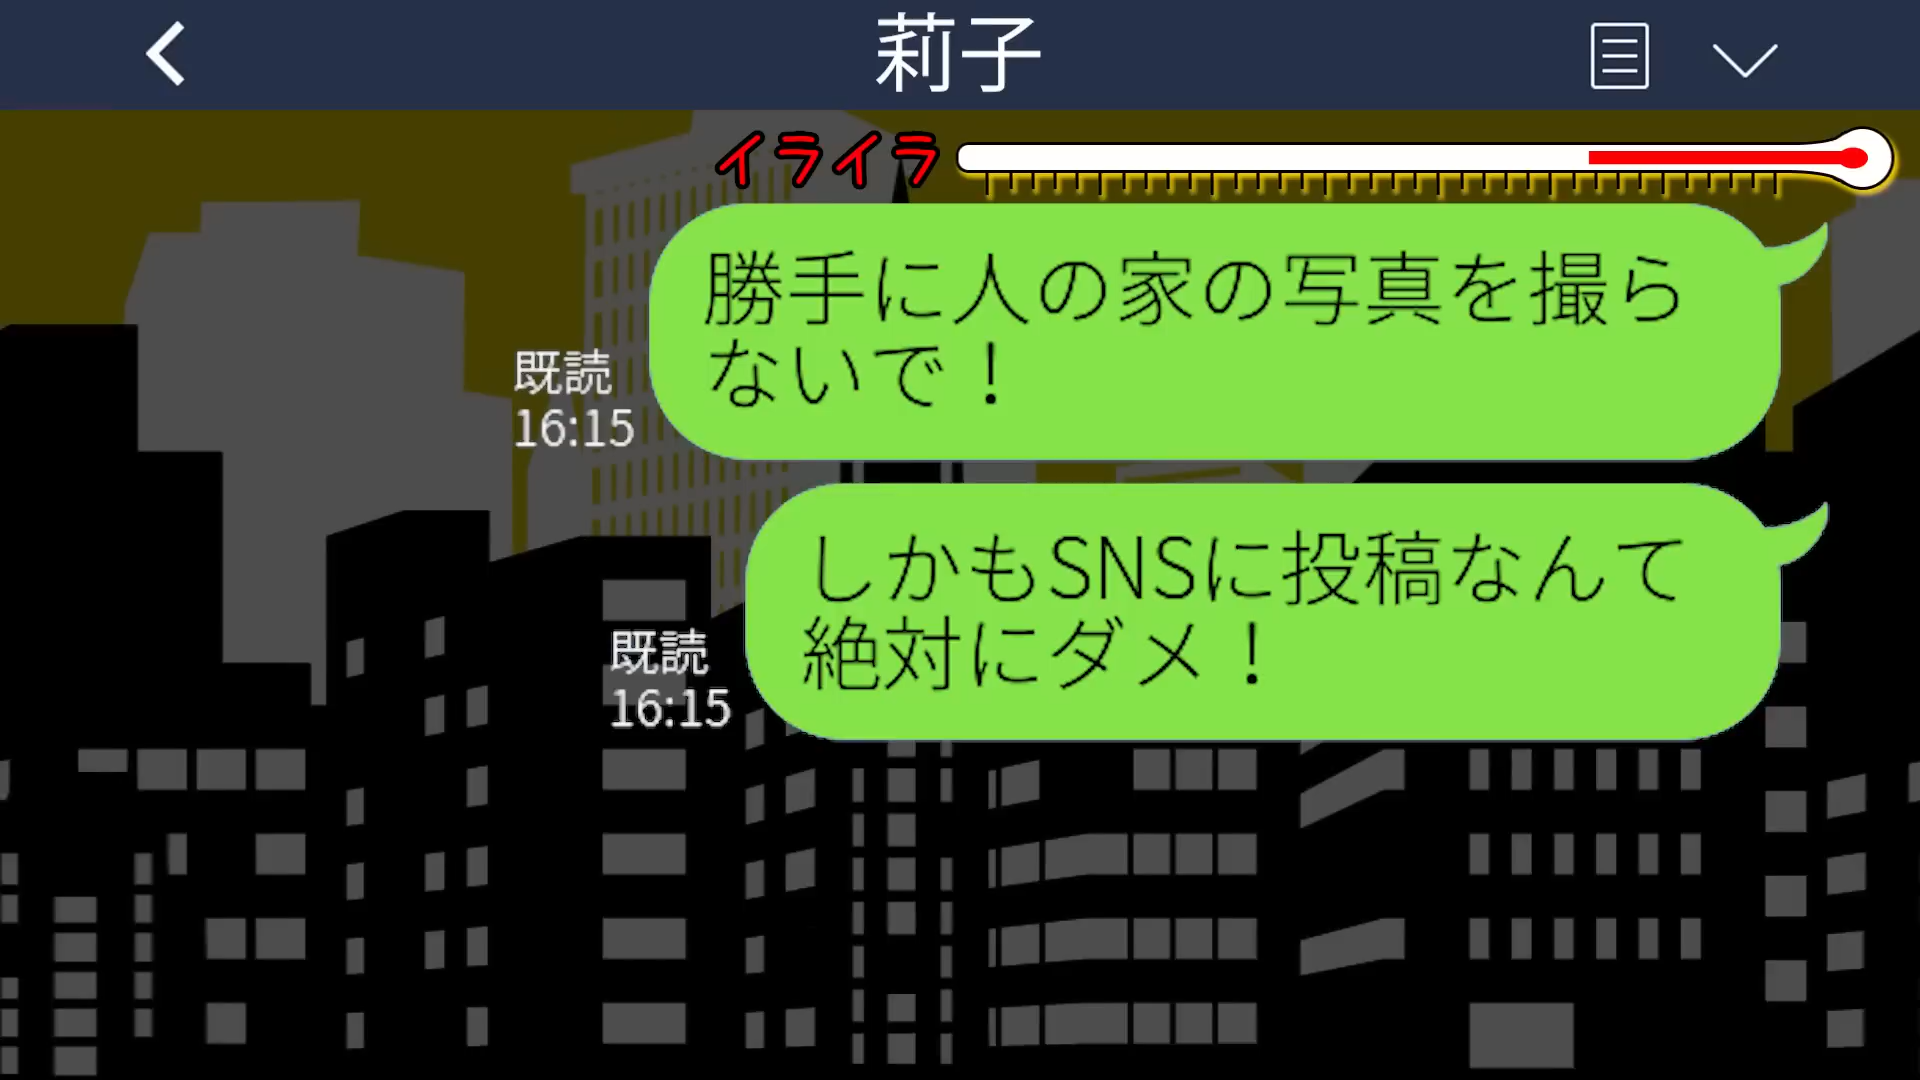 莉子
イライラ
勝手に人の家の写真を撮ら
ないで！
既読
16:15
しかもSNSに投稿なんて
絶対にダメ！
既読
16:15